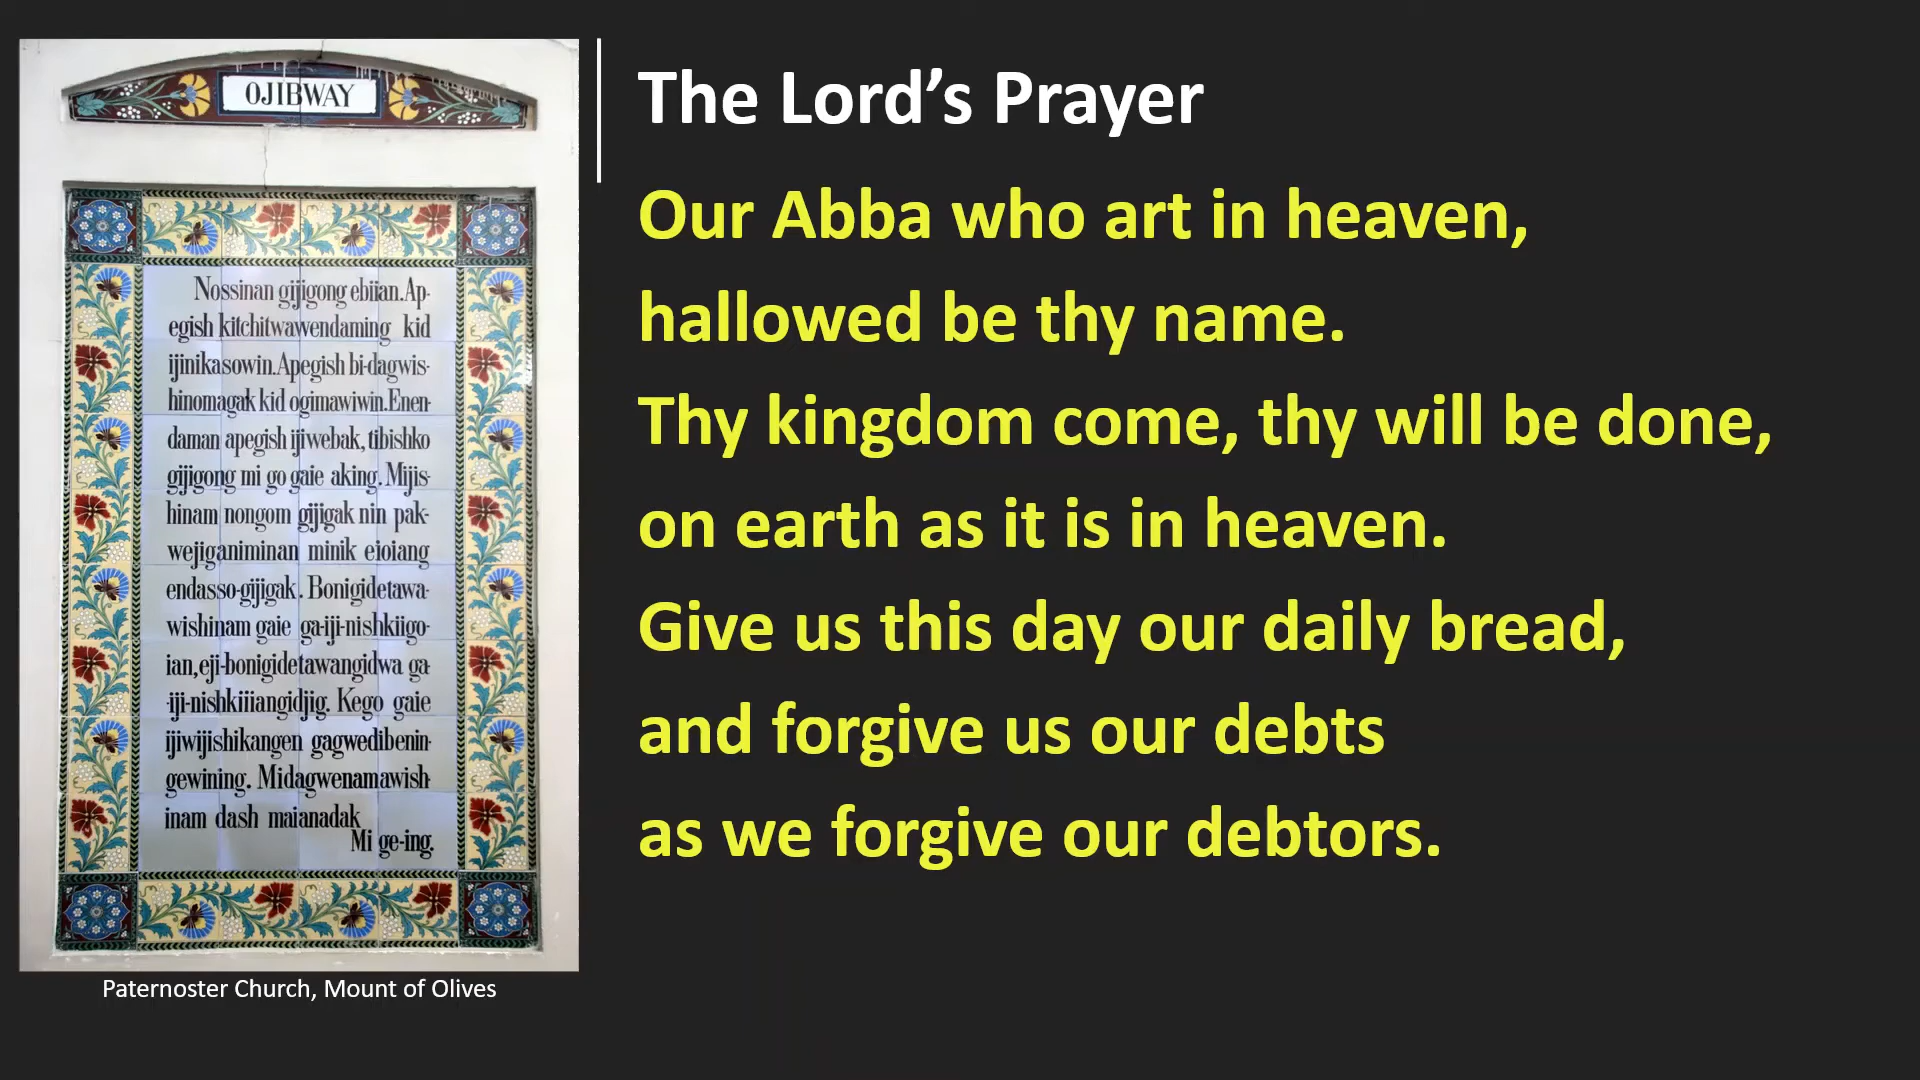 OJIBWAY
Nossinan gijigong ebiian. Ap-
egish kitchitwawendaming kid
ijinikasowin. Apegish bi-dagwis-
hinomagak kid ogimawiwin. Enen-
daman apegish ijiwebak, tibishko
gijigong mi go gaie aking. Mijis-
hinam nongom gijigak nin pak-
wejiganiminan minik eioiang
endasso-gijigak. Bonigidetawa-
wishinam gaie ga-iji-nishkiigo-
ian, eji-bonigidetawangidwa ga-
-iji-nishkiiiangidjig. Kego gaie
ijiwijishikangen gagwedibenin-
gewining. Midagwenamawish-
inam dash maianadak
Mi ge-ing.
Paternoster Church, Mount of Olives
The Lord’s Prayer
Our Abba who art in heaven,
hallowed be thy name.
Thy kingdom come, thy will be done,
on earth as it is in heaven.
Give us this day our daily bread,
and forgive us our debts
as we forgive our debtors.